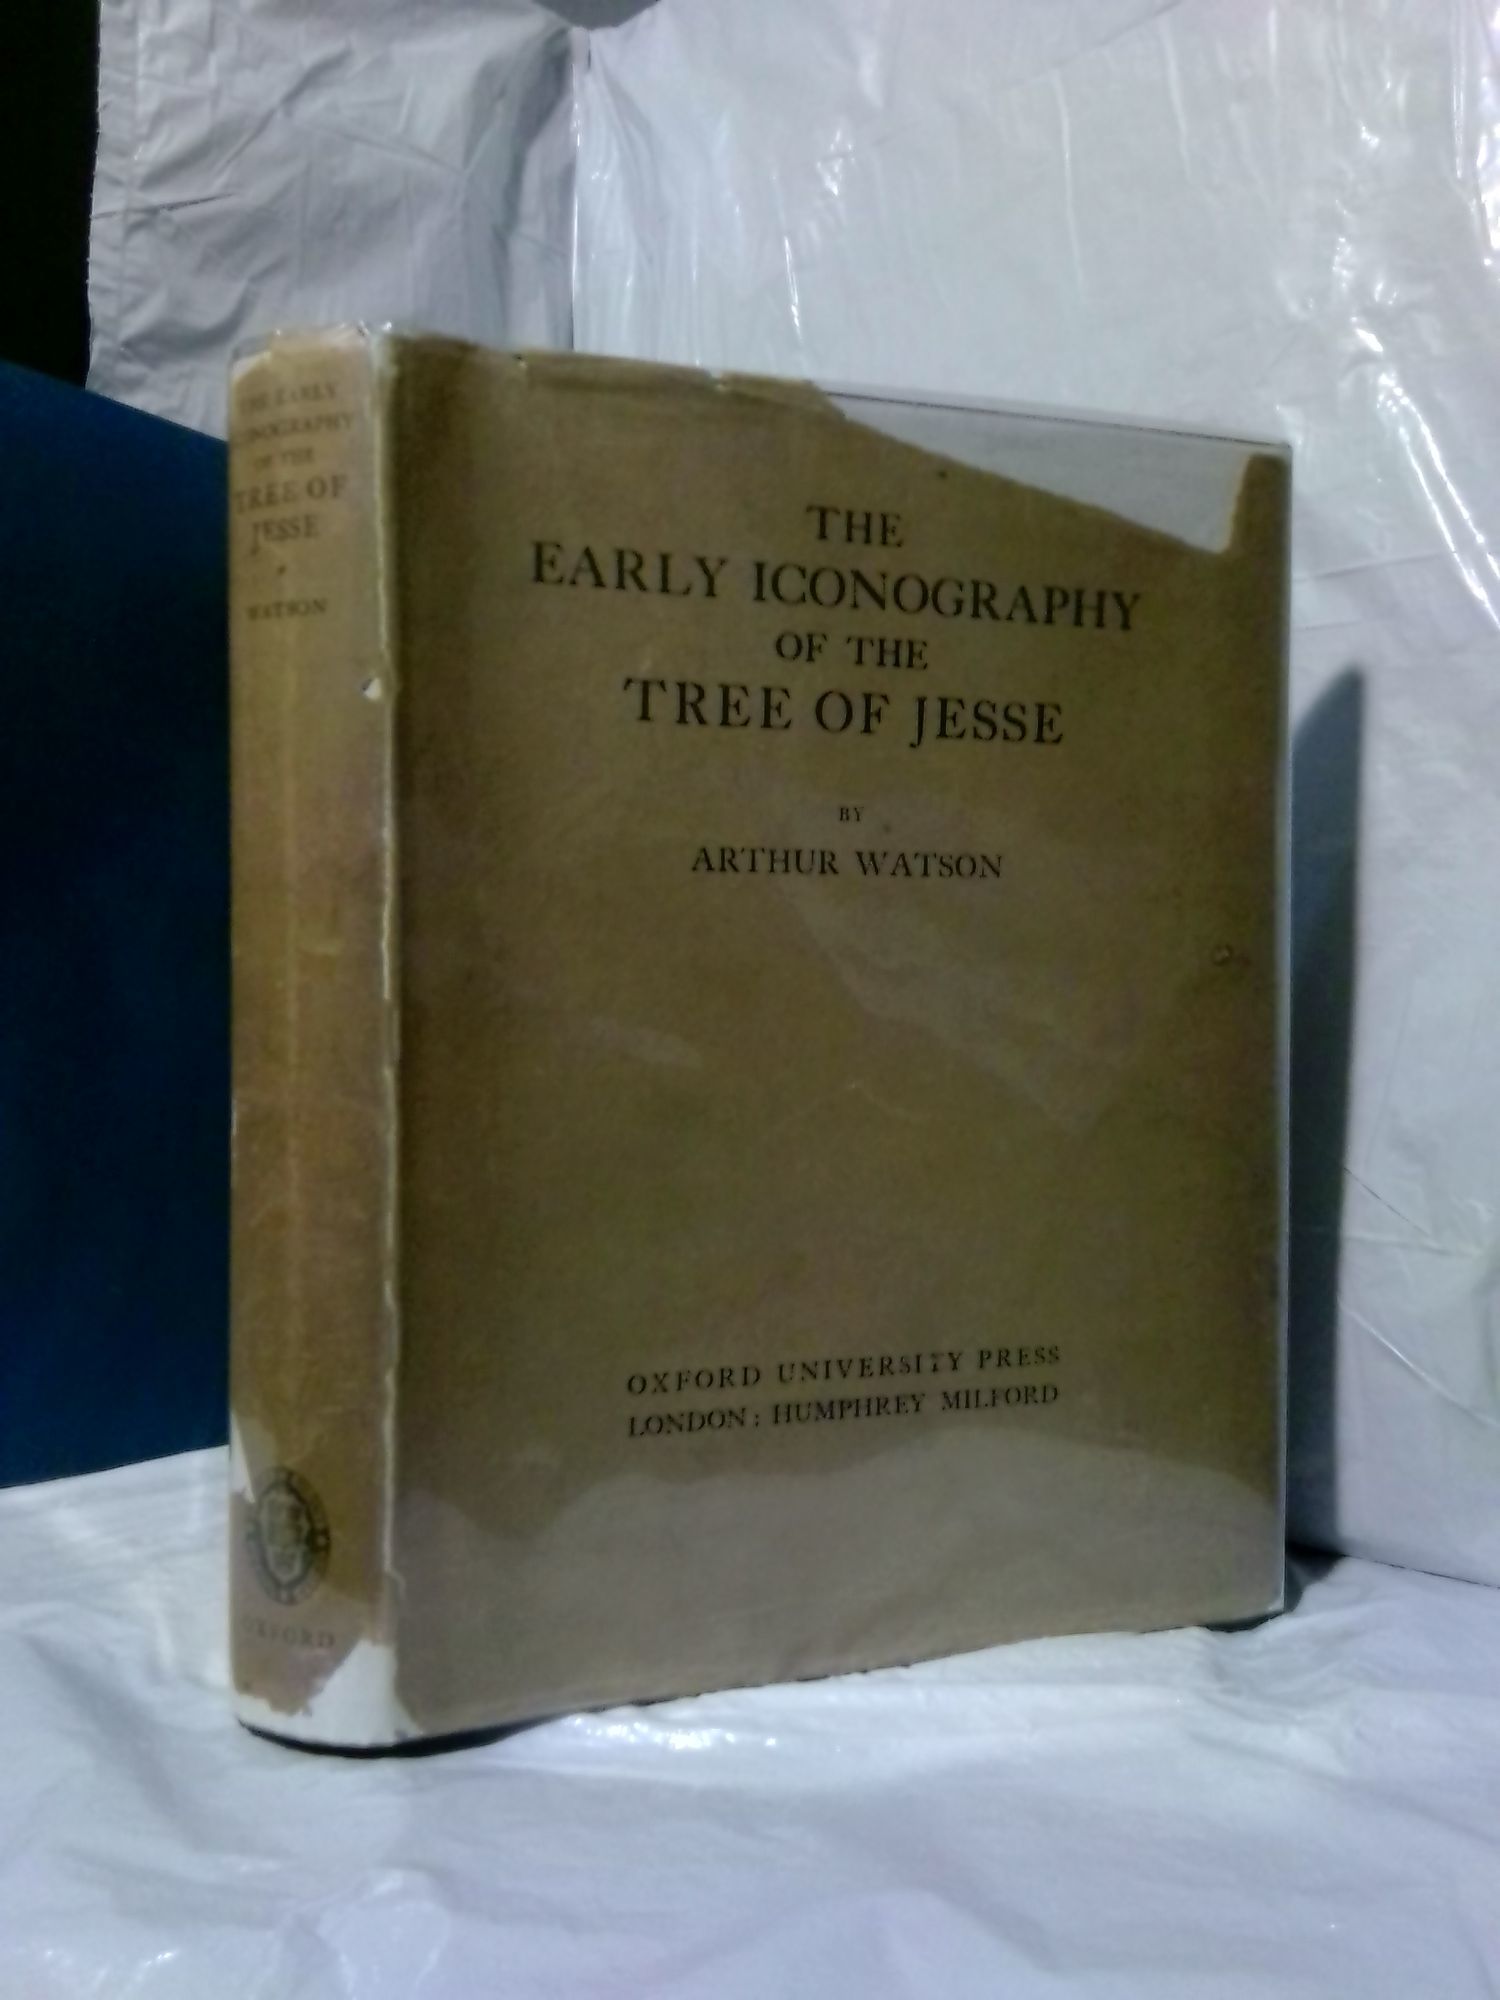 THE EARLY
ICONOGRAPHY
OF THE
TREE OF
JESSE
WATSON
OXFORD
THE
EARLY ICONOGRAPHY
OF THE
TREE OF JESSE
BY
ARTHUR WATSON
OXFORD UNIVERSITY PRESS
LONDON: HUMPHREY MILFORD